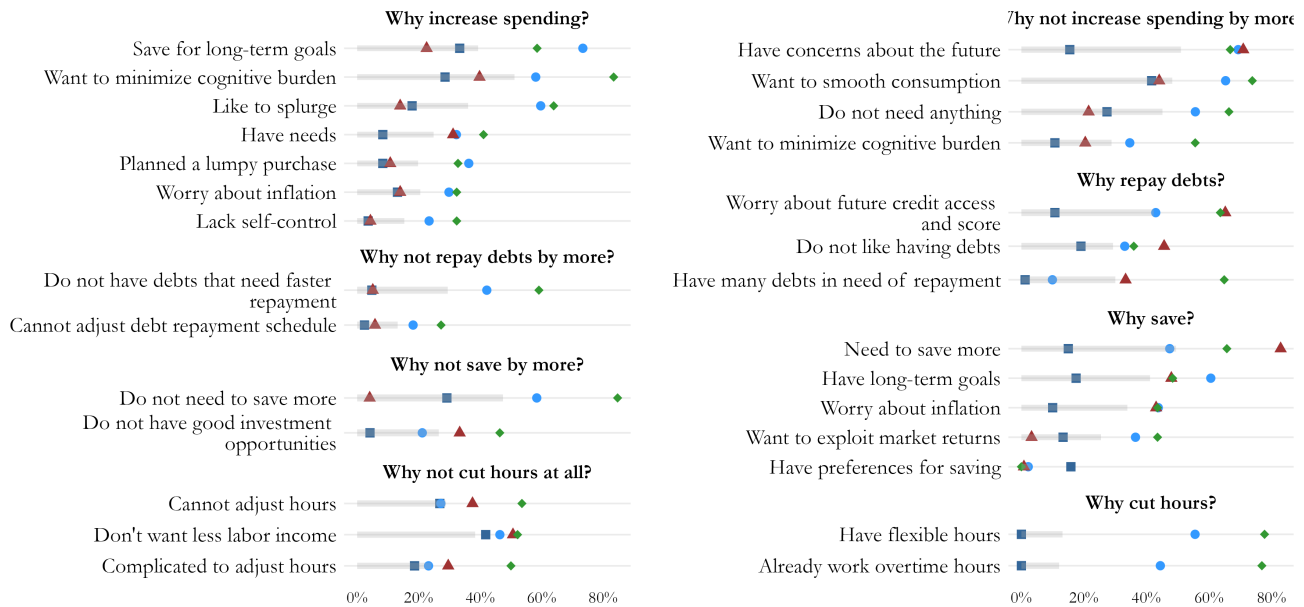 Why increase spending?
Save for long-term goals
Want to minimize cognitive burden
Like to splurge
Have needs
Planned a lumpy purchase
Worry about inflation
Lack self-control
Why not repay debts by more?
Do not have debts that need faster
repayment
Cannot adjust debt repayment schedule
Why not save by more?
Do not need to save more
Do not have good investment
opportunities
Why not cut hours at all?
Cannot adjust hours
Don't want less labor income
Complicated to adjust hours
0% 20% 40% 60% 80%
Why not increase spending by more
Have concerns about the future
Want to smooth consumption
Do not need anything
Want to minimize cognitive burden
Why repay debts?
Worry about future credit access
and score
Do not like having debts
Have many debts in need of repayment
Why save?
Need to save more
Have long-term goals
Worry about inflation
Want to exploit market returns
Have preferences for saving
Why cut hours?
Have flexible hours
Already work overtime hours
0% 20% 40% 60% 80%